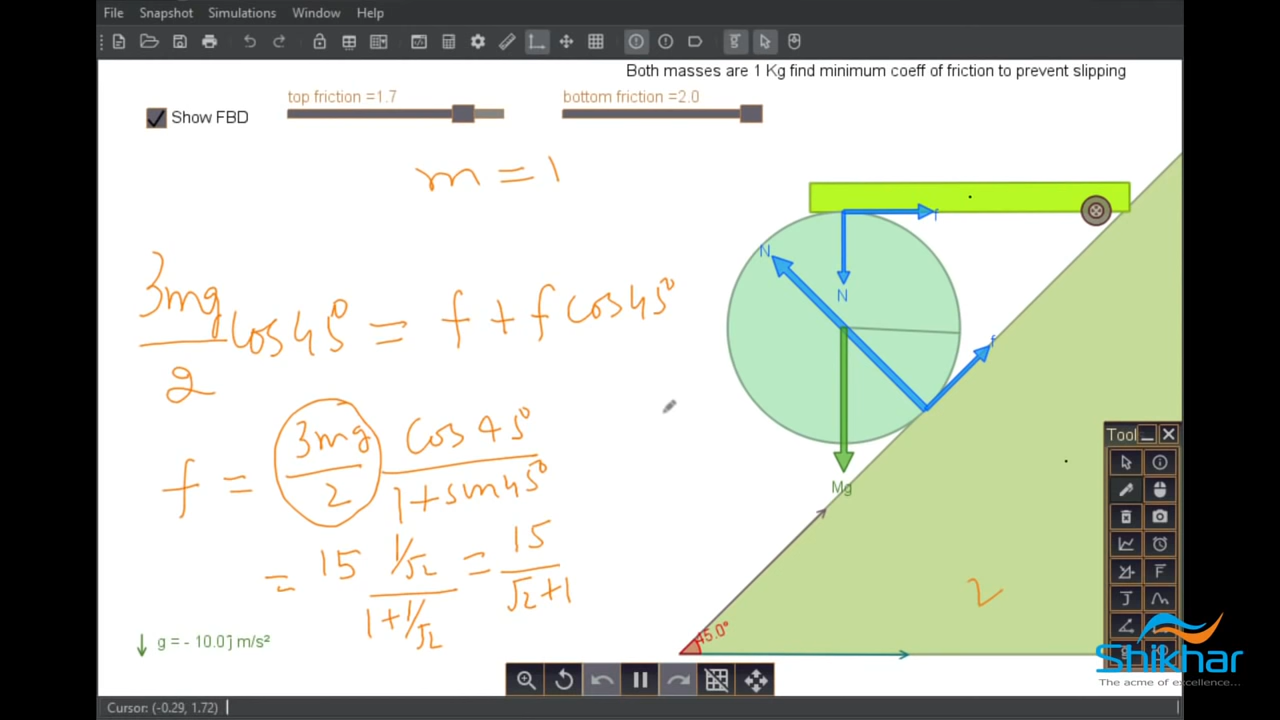 File Snapshot Simulations Window Help
Both masses are 1 Kg find minimum coeff of friction to prevent slipping
Show FBD
top friction =1.7
bottom friction =2.0
m = 1
3mg/2 cos 45° = f + f cos 45°
f = 3mg/2 cos 45°/1 + sin 45°
= 15 1/√2/1 + 1/√2 = 15/√2 + 1
f
N
N
f
Mg
45.0°
2
g = - 10.0 j m/s²
Tool
Shikhar
The acme of excellence...
Cursor: (-0.29, 1.72)